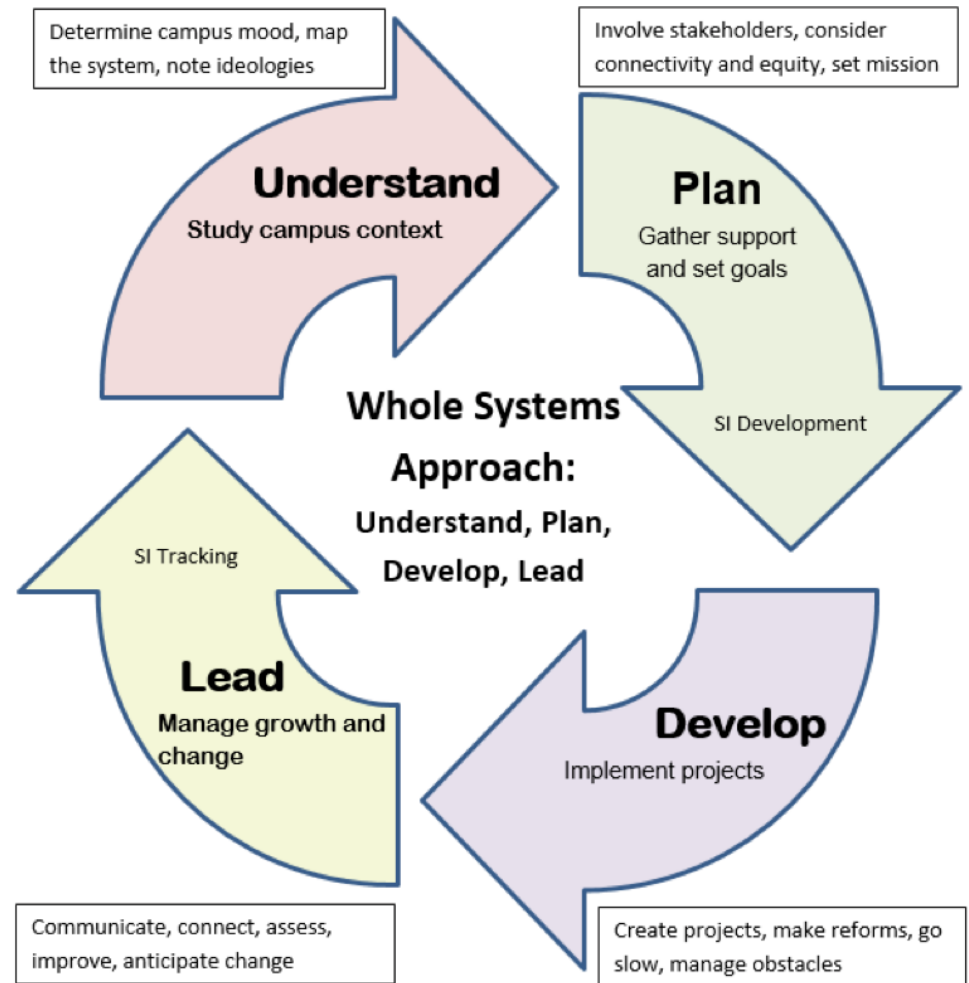 Determine campus mood, map
the system, note ideologies
Involve stakeholders, consider
connectivity and equity, set mission
Understand
Study campus context
Plan
Gather support
and set goals
SI Development
Whole Systems
Approach:
Understand, Plan,
Develop, Lead
SI Tracking
Lead
Manage growth and
change
Develop
Implement projects
Communicate, connect, assess,
improve, anticipate change
Create projects, make reforms, go
slow, manage obstacles